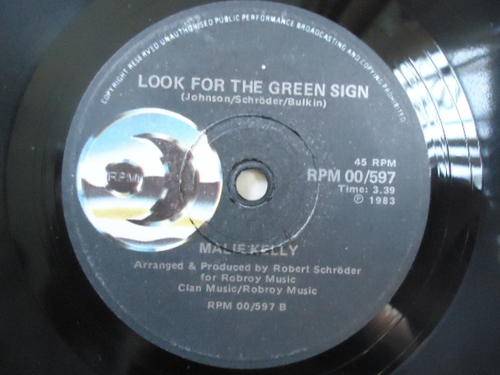 COPYRIGHT RESERVED UNAUTHORISED PUBLIC PERFORMANCE BROADCASTING AND COPYING PROHIBITED
LOOK FOR THE GREEN SIGN
(Johnson/Schröder/Bulkin)
45 RPM
RPM 00/597
Time: 3.39
℗ 1983
RPM
MALIE KELLY
Arranged & Produced by Robert Schröder
for Robroy Music
Clan Music/Robroy Music
RPM 00/597 B